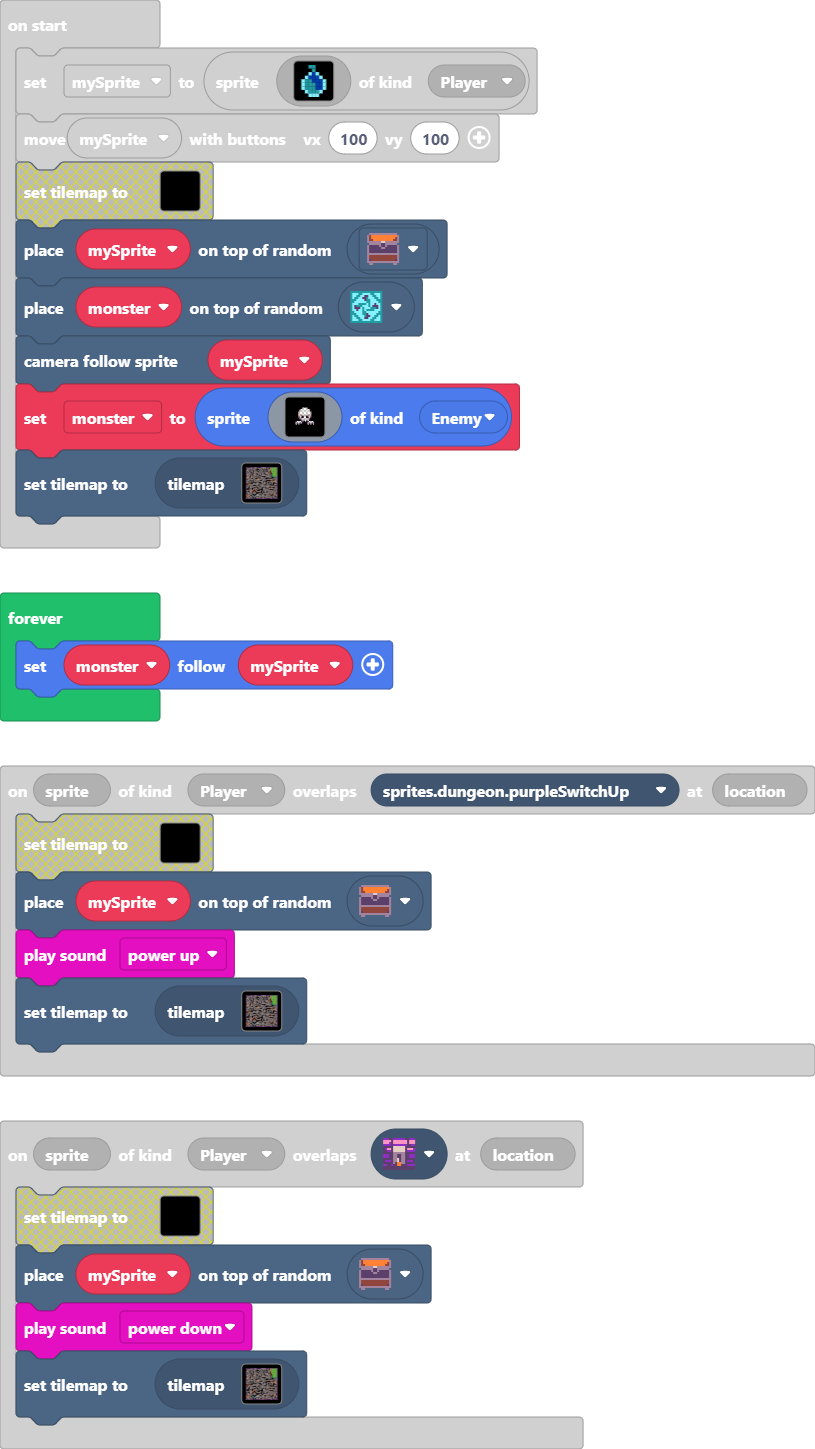 on start
set mySprite to sprite of kind Player
move mySprite with buttons vx 100 vy 100
set tilemap to
place mySprite on top of random
place monster on top of random
camera follow sprite mySprite
set monster to sprite of kind Enemy
set tilemap to tilemap
forever
set monster follow mySprite
on sprite of kind Player overlaps sprites.dungeon.purpleSwitchUp at location
set tilemap to
place mySprite on top of random
play sound power up
set tilemap to tilemap
on sprite of kind Player overlaps at location
set tilemap to
place mySprite on top of random
play sound power down
set tilemap to tilemap